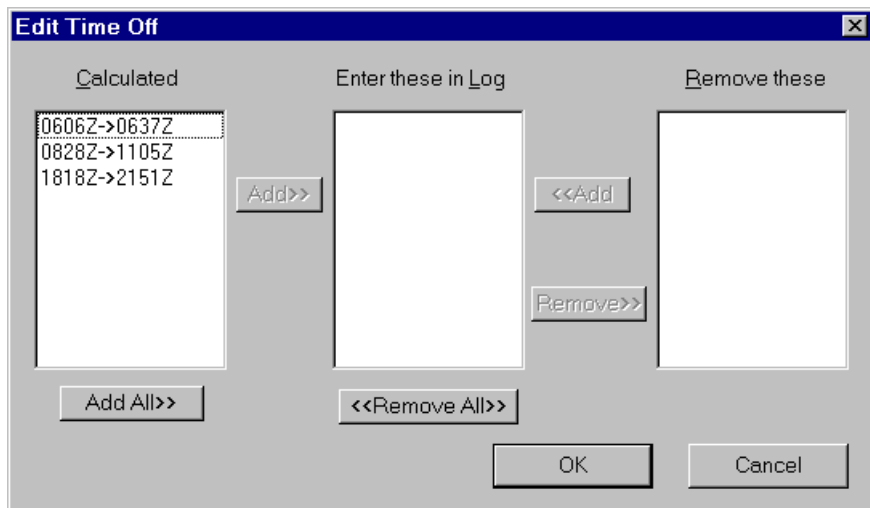 Edit Time Off
Calculated
Enter these in Log
Remove these
0606Z->0637Z
0828Z->1105Z
1818Z->2151Z
Add>>
<<Add
Remove>>
Add All>>
<<Remove All>>
OK
Cancel